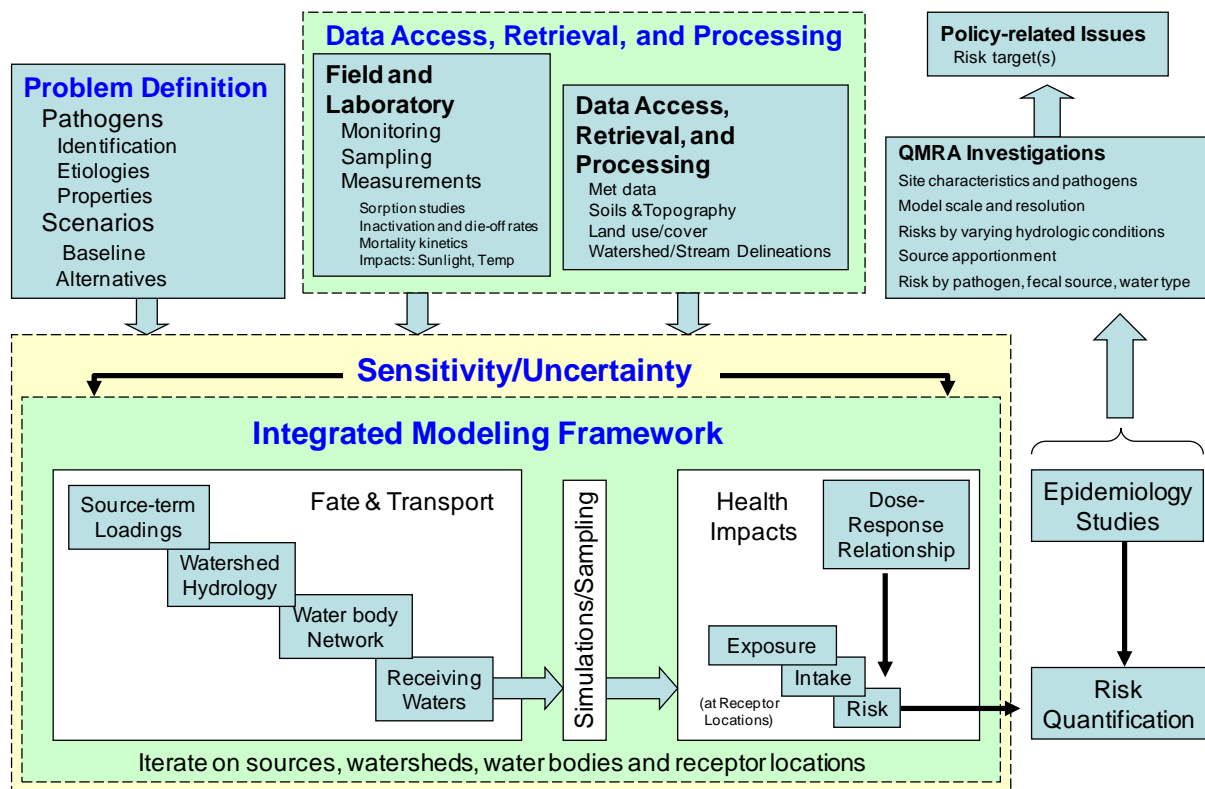 Problem Definition
Pathogens
Identification
Etiologies
Properties
Scenarios
Baseline
Alternatives
Data Access, Retrieval, and Processing
Field and
Laboratory
Monitoring
Sampling
Measurements
Sorption studies
Inactivation and die-off rates
Mortality kinetics
Impacts: Sunlight, Temp
Data Access,
Retrieval, and
Processing
Met data
Soils &Topography
Land use/cover
Watershed/Stream Delineations
Policy-related Issues
Risk target(s)
QMRA Investigations
Site characteristics and pathogens
Model scale and resolution
Risks by varying hydrologic conditions
Source apportionment
Risk by pathogen, fecal source, water type
Sensitivity/Uncertainty
Integrated Modeling Framework
Fate & Transport
Source-term
Loadings
Watershed
Hydrology
Water body
Network
Receiving
Waters
Simulations/Sampling
Health
Impacts
Dose-
Response
Relationship
Exposure
Intake
Risk
(at Receptor
Locations)
Iterate on sources, watersheds, water bodies and receptor locations
Epidemiology
Studies
Risk
Quantification